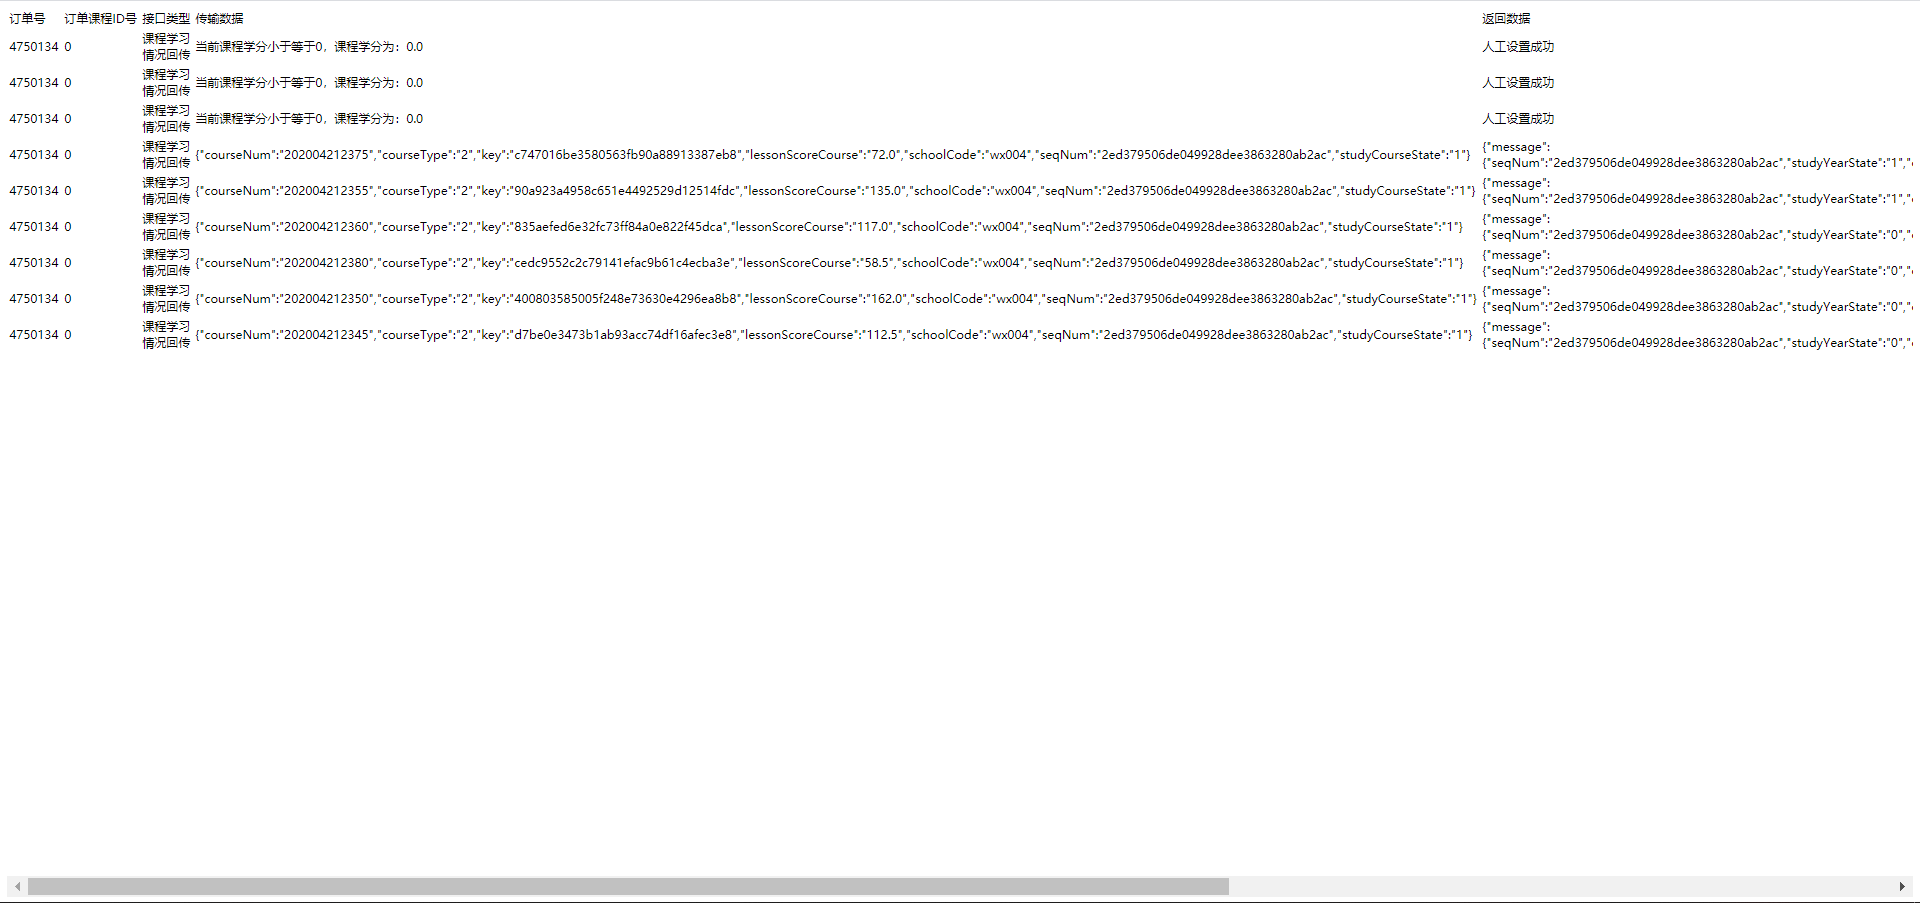 订单号 订单课程ID号 接口类型 传输数据 返回数据
课程学习
4750134 0 当前课程学分小于等于0，课程学分为：0.0 人工设置成功
情况回传
课程学习
4750134 0 当前课程学分小于等于0，课程学分为：0.0 人工设置成功
情况回传
课程学习
4750134 0 当前课程学分小于等于0，课程学分为：0.0 人工设置成功
情况回传
课程学习 {"message":
4750134 0 {"courseNum":"202004212375","courseType":"2","key":"c747016be3580563fb90a88913387eb8","lessonScoreCourse":"72.0","schoolCode":"wx004","seqNum":"2ed379506de049928dee3863280ab2ac","studyCourseState":"1"}
情况回传 {"seqNum":"2ed379506de049928dee3863280ab2ac","studyYearState":"1","
课程学习 {"message":
4750134 0 {"courseNum":"202004212355","courseType":"2","key":"90a923a4958c651e4492529d12514fdc","lessonScoreCourse":"135.0","schoolCode":"wx004","seqNum":"2ed379506de049928dee3863280ab2ac","studyCourseState":"1"}
情况回传 {"seqNum":"2ed379506de049928dee3863280ab2ac","studyYearState":"1","
课程学习 {"message":
4750134 0 {"courseNum":"202004212360","courseType":"2","key":"835aefed6e32fc73ff84a0e822f45dca","lessonScoreCourse":"117.0","schoolCode":"wx004","seqNum":"2ed379506de049928dee3863280ab2ac","studyCourseState":"1"}
情况回传 {"seqNum":"2ed379506de049928dee3863280ab2ac","studyYearState":"0","
课程学习 {"message":
4750134 0 {"courseNum":"202004212380","courseType":"2","key":"cedc9552c2c79141efac9b61c4ecba3e","lessonScoreCourse":"58.5","schoolCode":"wx004","seqNum":"2ed379506de049928dee3863280ab2ac","studyCourseState":"1"}
情况回传 {"seqNum":"2ed379506de049928dee3863280ab2ac","studyYearState":"0","
课程学习 {"message":
4750134 0 {"courseNum":"202004212350","courseType":"2","key":"400803585005f248e73630e4296ea8b8","lessonScoreCourse":"162.0","schoolCode":"wx004","seqNum":"2ed379506de049928dee3863280ab2ac","studyCourseState":"1"}
情况回传 {"seqNum":"2ed379506de049928dee3863280ab2ac","studyYearState":"0","
课程学习 {"message":
4750134 0 {"courseNum":"202004212345","courseType":"2","key":"d7be0e3473b1ab93acc74df16afec3e8","lessonScoreCourse":"112.5","schoolCode":"wx004","seqNum":"2ed379506de049928dee3863280ab2ac","studyCourseState":"1"}
情况回传 {"seqNum":"2ed379506de049928dee3863280ab2ac","studyYearState":"0","